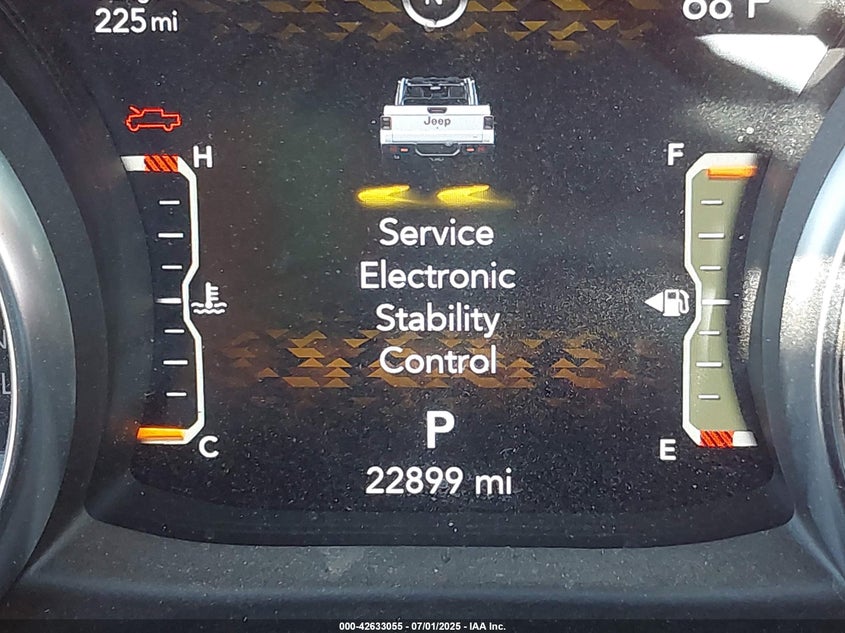 225 mi
N
H
Jeep
F
Service
Electronic
Stability
Control
P
C
E
22899 mi
000-42633055 - 07/01/2025 - IAA Inc.